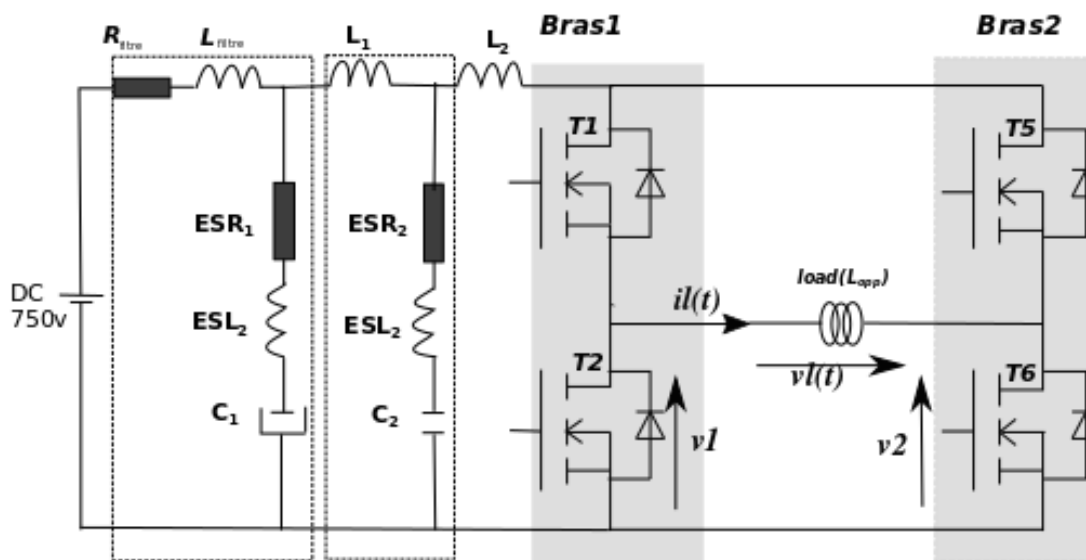 Bras1
Bras2
R filtre
L filtre
L1
L2
T1
T5
ESR1
ESR2
load(Lopp)
DC
750v
il(t)
ESL2
ESL2
vl(t)
T2
T6
C1
C2
v1
v2